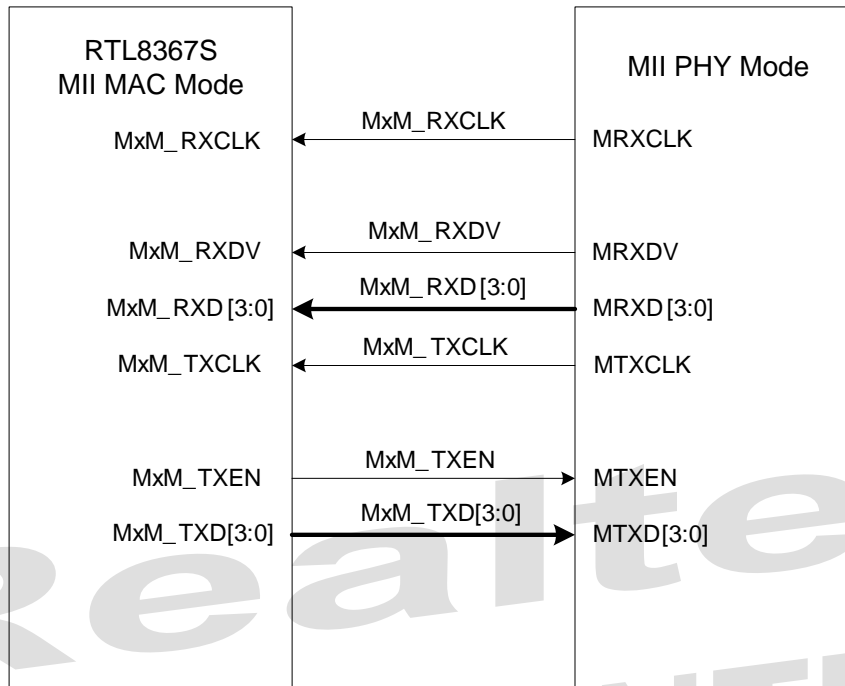 RTL8367S
MII MAC Mode
MII PHY Mode
MxM_RXCLK
MxM_RXCLK
MRXCLK
MxM_RXDV
MxM_RXDV
MRXDV
MxM_RXD[3:0]
MxM_RXD[3:0]
MRXD[3:0]
MxM_TXCLK
MxM_TXCLK
MTXCLK
MxM_TXEN
MxM_TXEN
MTXEN
MxM_TXD[3:0]
MxM_TXD[3:0]
MTXD[3:0]
Realte